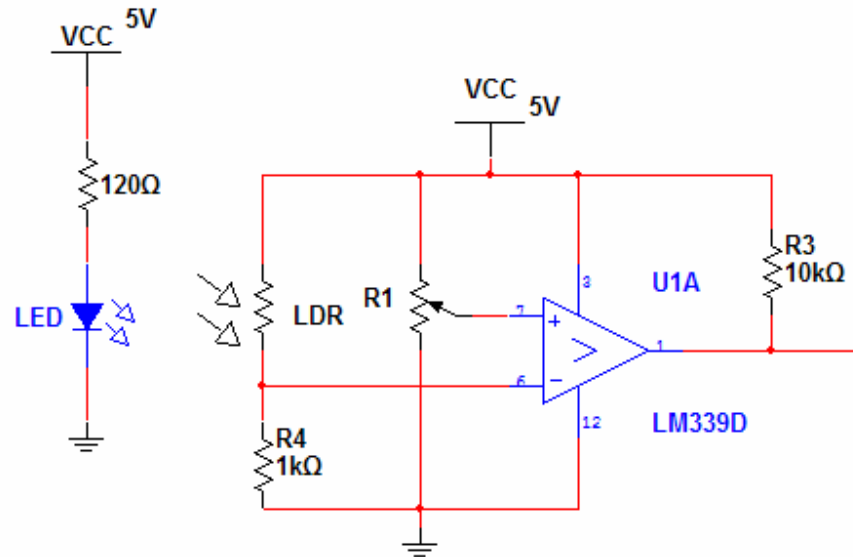 VCC 5V
120Ω
LED
VCC
5V
LDR
R1
R4
1kΩ
7
+
6
−
3
>
12
1
U1A
LM339D
R3
10kΩ